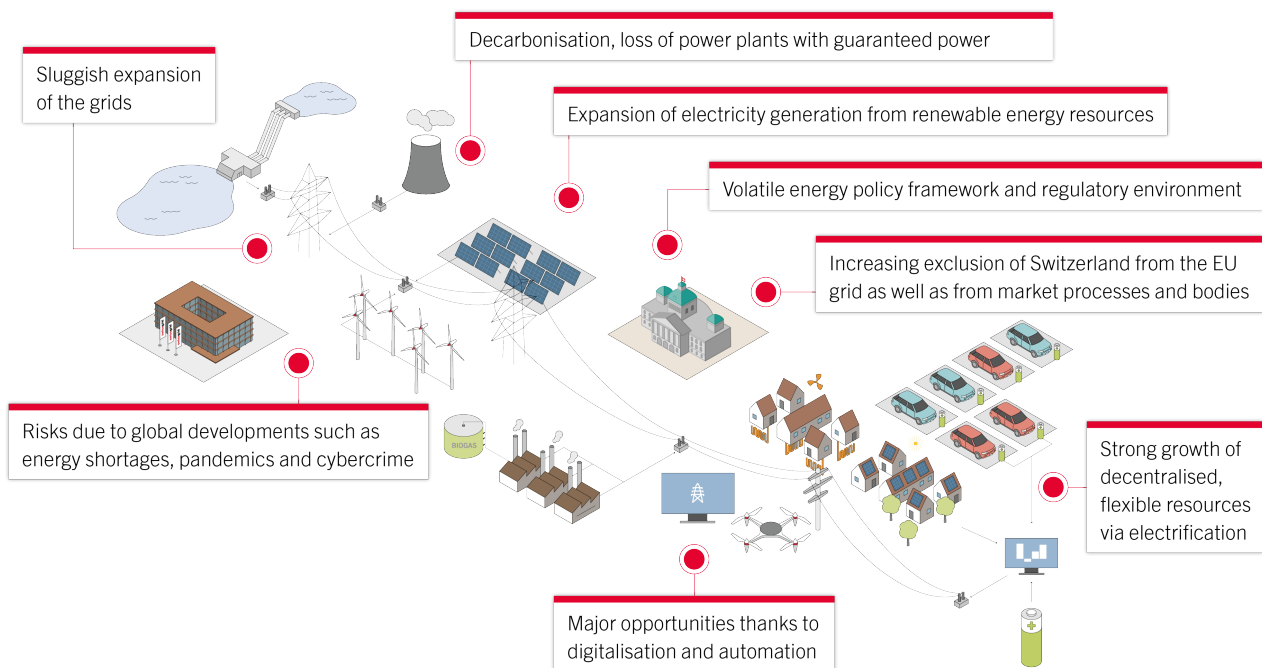 Decarbonisation, loss of power plants with guaranteed power
Sluggish expansion
of the grids
Expansion of electricity generation from renewable energy resources
Volatile energy policy framework and regulatory environment
Increasing exclusion of Switzerland from the EU
grid as well as from market processes and bodies
Risks due to global developments such as
energy shortages, pandemics and cybercrime
BIOGAS
Strong growth of
decentralised,
flexible resources
via electrification
Major opportunities thanks to
digitalisation and automation